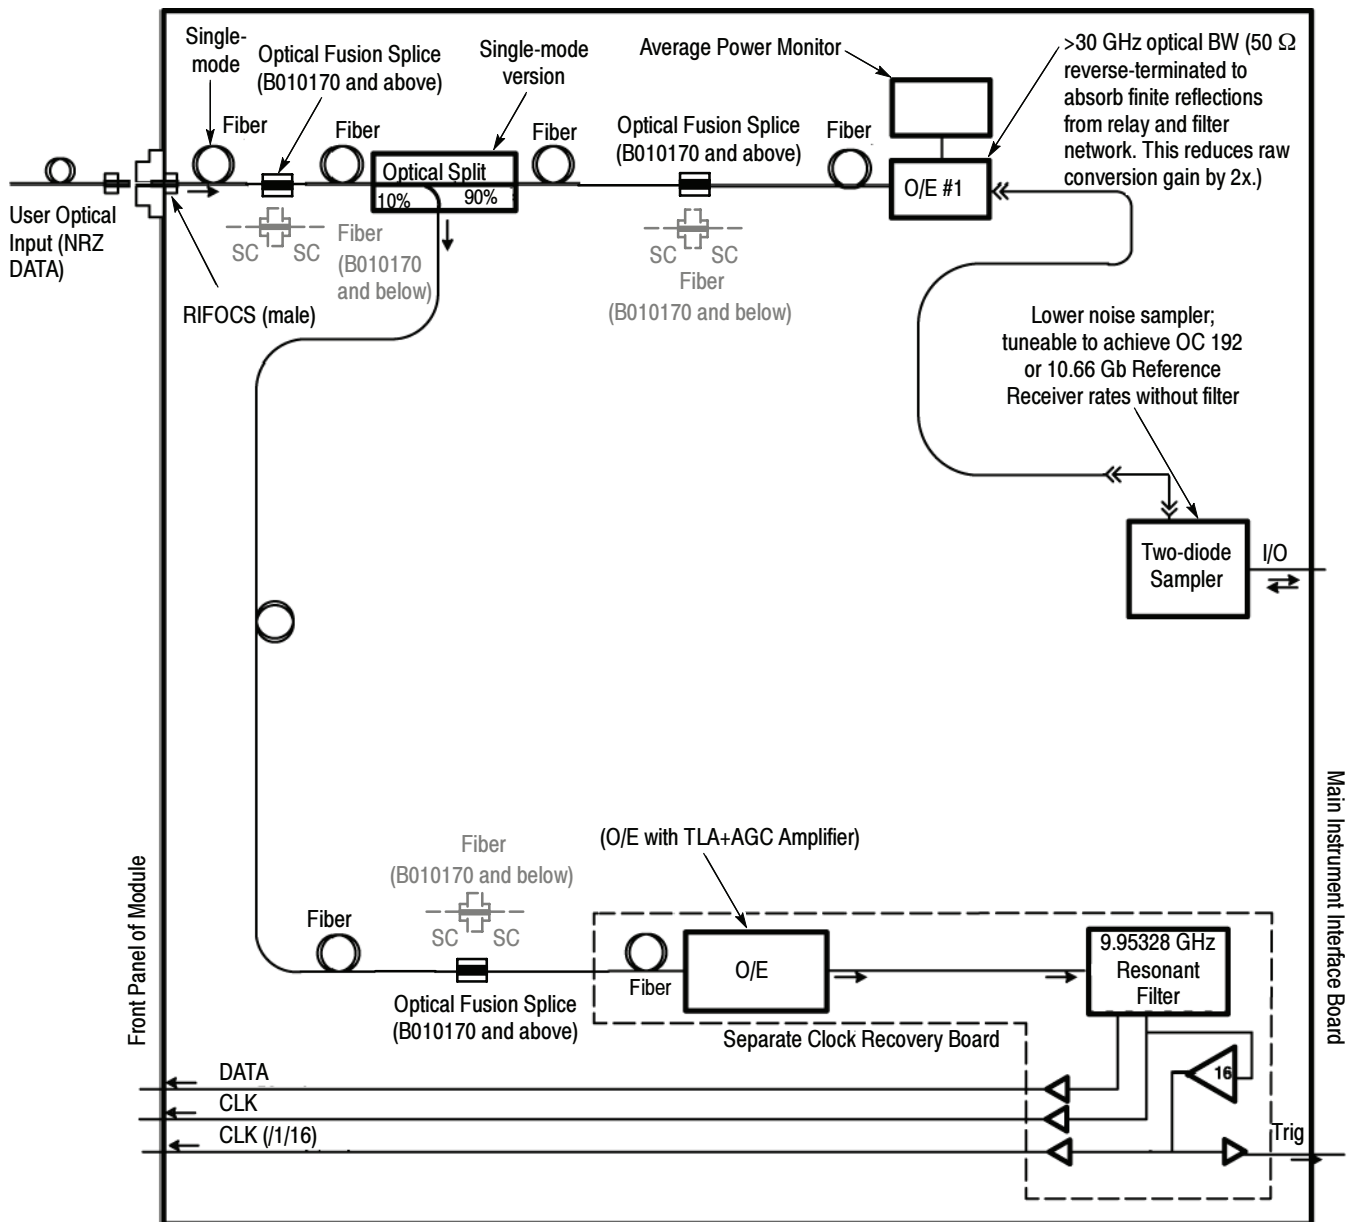 Single-
mode
Optical Fusion Splice
(B010170 and above)
Single-mode
version
Average Power Monitor
>30 GHz optical BW (50 Ω
reverse-terminated to
absorb finite reflections
from relay and filter
network. This reduces raw
conversion gain by 2x.)
Fiber
Fiber
Fiber
Optical Fusion Splice
(B010170 and above)
Fiber
Optical Split
10%
90%
O/E #1
User Optical
Input (NRZ
DATA)
SC
SC
Fiber
(B010170
and below)
SC
SC
Fiber
(B010170 and below)
RIFOCS (male)
Lower noise sampler;
tuneable to achieve OC 192
or 10.66 Gb Reference
Receiver rates without filter
Two-diode
Sampler
I/O
Front Panel of Module
Main Instrument Interface Board
Fiber
(B010170 and below)
SC
SC
(O/E with TLA+AGC Amplifier)
Fiber
Optical Fusion Splice
(B010170 and above)
Fiber
O/E
9.95328 GHz
Resonant
Filter
Separate Clock Recovery Board
16
DATA
CLK
CLK (/1/16)
Trig